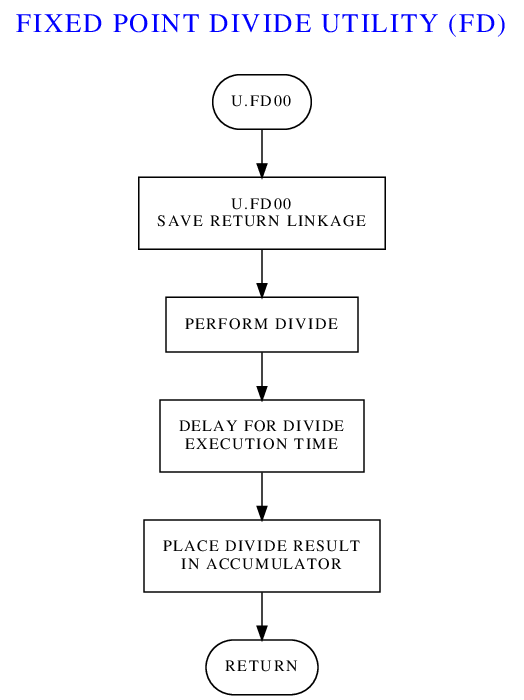 FIXED POINT DIVIDE UTILITY (FD)
U.FD00
U.FD00
SAVE RETURN LINKAGE
PERFORM DIVIDE
DELAY FOR DIVIDE
EXECUTION TIME
PLACE DIVIDE RESULT
IN ACCUMULATOR
RETURN